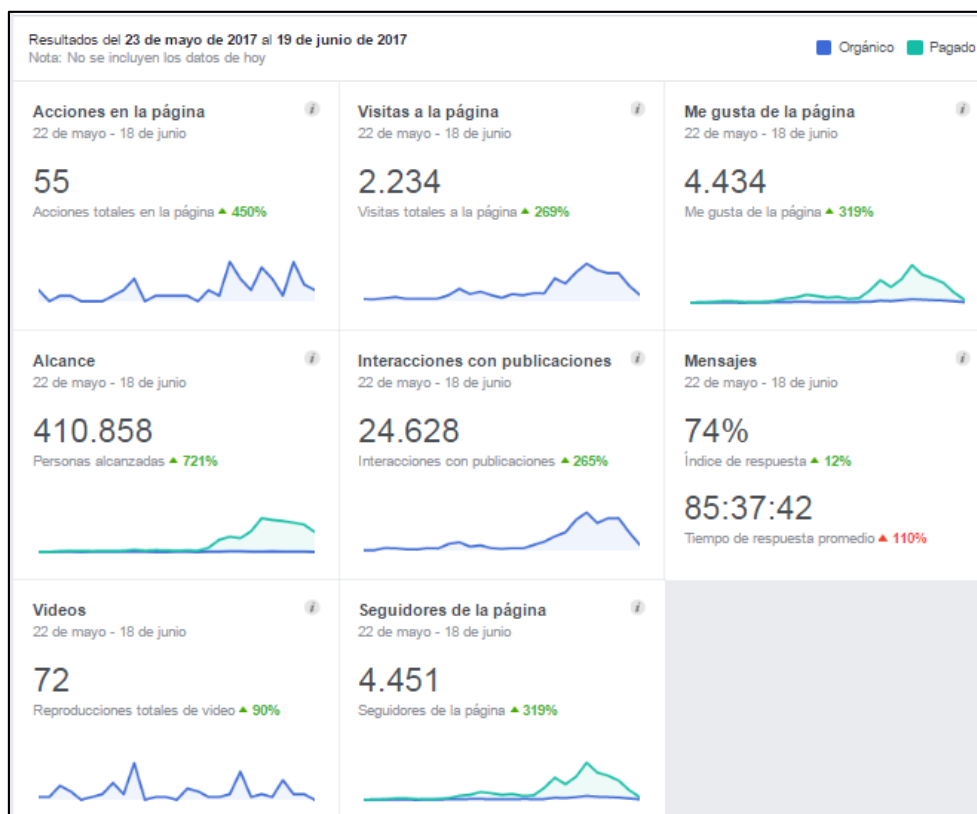 Resultados del 23 de mayo de 2017 al 19 de junio de 2017
Nota: No se incluyen los datos de hoy
Orgánico Pagado
Acciones en la página
22 de mayo - 18 de junio
55
Acciones totales en la página ▲ 450%
Visitas a la página
22 de mayo - 18 de junio
2.234
Visitas totales a la página ▲ 269%
Me gusta de la página
22 de mayo - 18 de junio
4.434
Me gusta de la página ▲ 319%
Alcance
22 de mayo - 18 de junio
410.858
Personas alcanzadas ▲ 721%
Interacciones con publicaciones
22 de mayo - 18 de junio
24.628
Interacciones con publicaciones ▲ 265%
Mensajes
22 de mayo - 18 de junio
74%
Índice de respuesta ▲ 12%
85:37:42
Tiempo de respuesta promedio ▲ 110%
Videos
22 de mayo - 18 de junio
72
Reproducciones totales de video ▲ 90%
Seguidores de la página
22 de mayo - 18 de junio
4.451
Seguidores de la página ▲ 319%